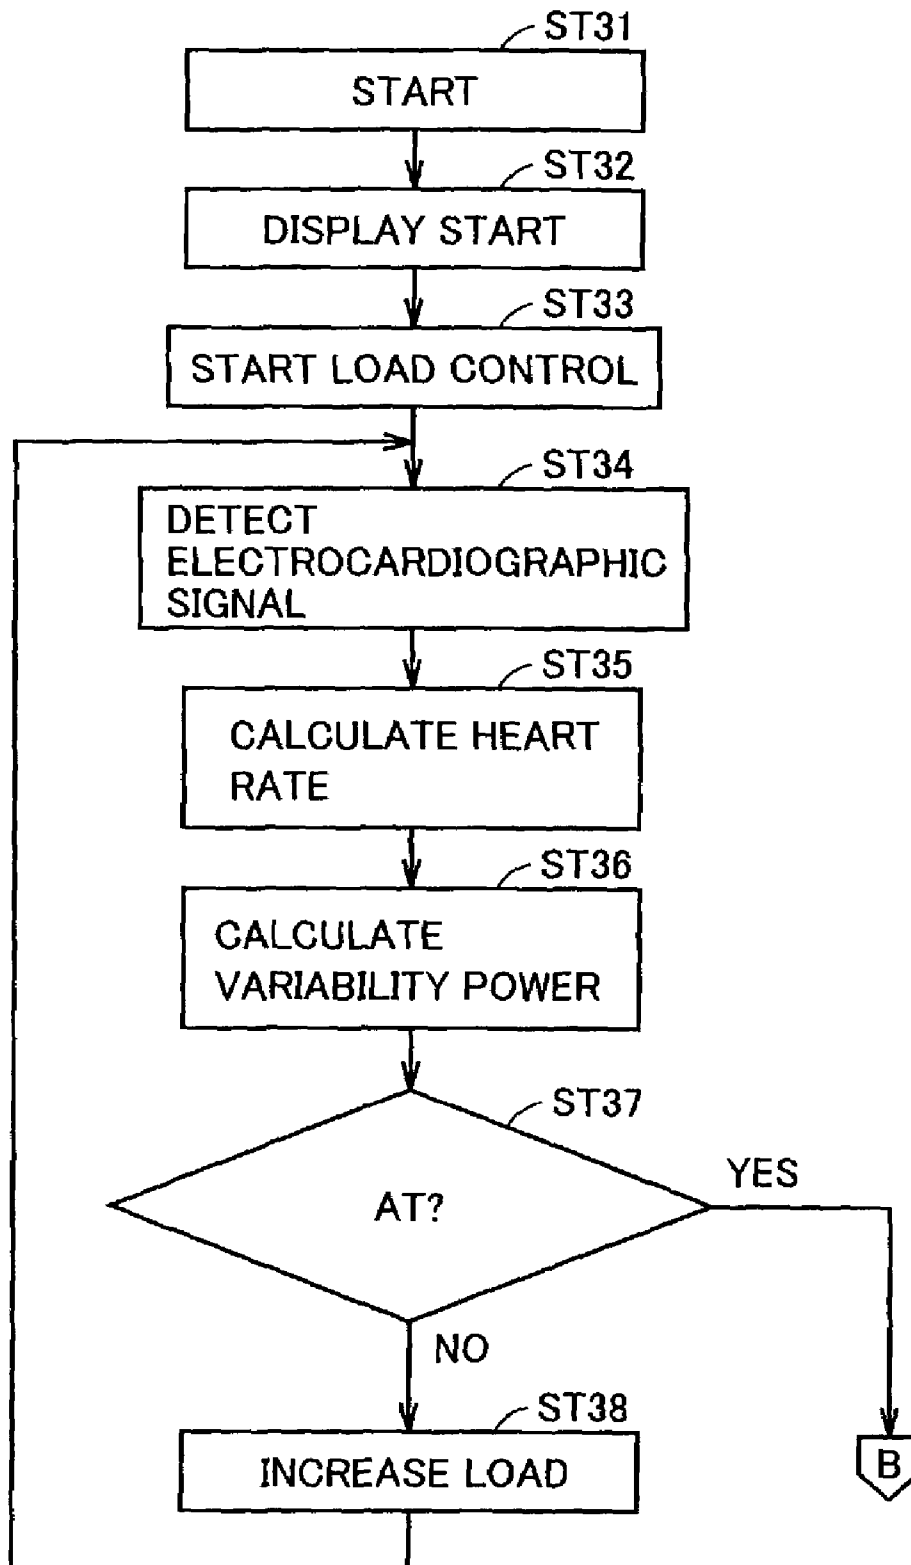 ST31
START
ST32
DISPLAY START
ST33
START LOAD CONTROL
ST34
DETECT
ELECTROCARDIOGRAPHIC
SIGNAL
ST35
CALCULATE HEART
RATE
ST36
CALCULATE
VARIABILITY POWER
ST37
AT?
YES
NO
ST38
INCREASE LOAD
B